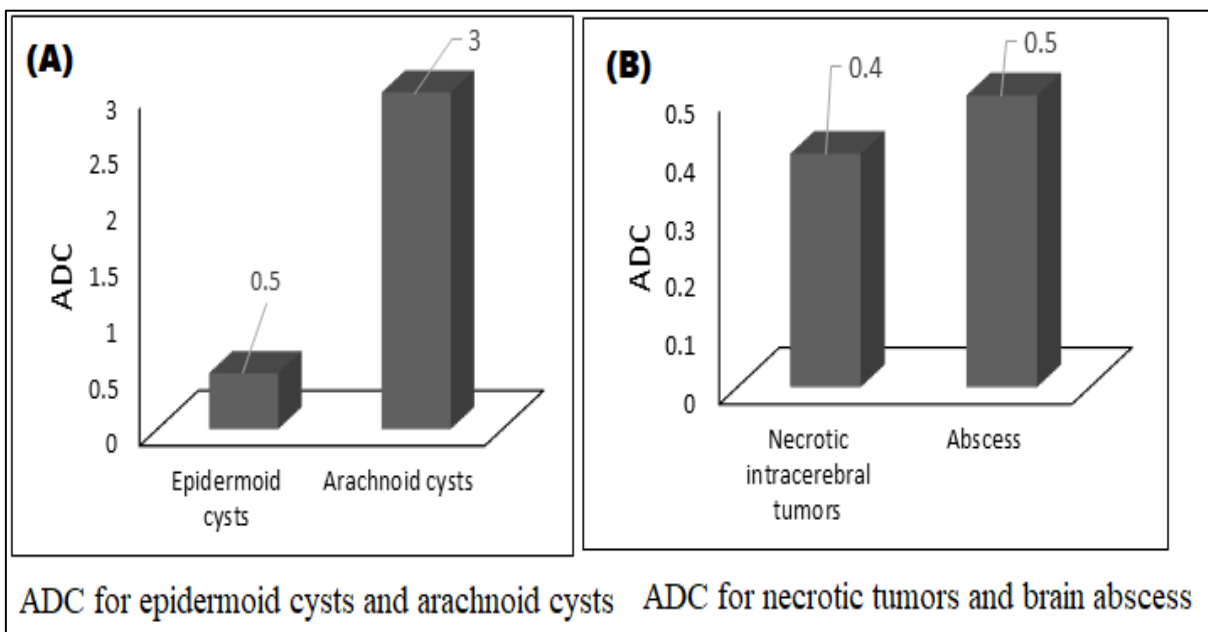 (A)
3
0.5
ADC
3
2.5
2
1.5
1
0.5
0
Epidermoid
cysts
Arachnoid cysts
(B)
0.4
0.5
ADC
0.5
0.4
0.3
0.2
0.1
0
Necrotic
intracerebral
tumors
Abscess
ADC for epidermoid cysts and arachnoid cysts
ADC for necrotic tumors and brain abscess